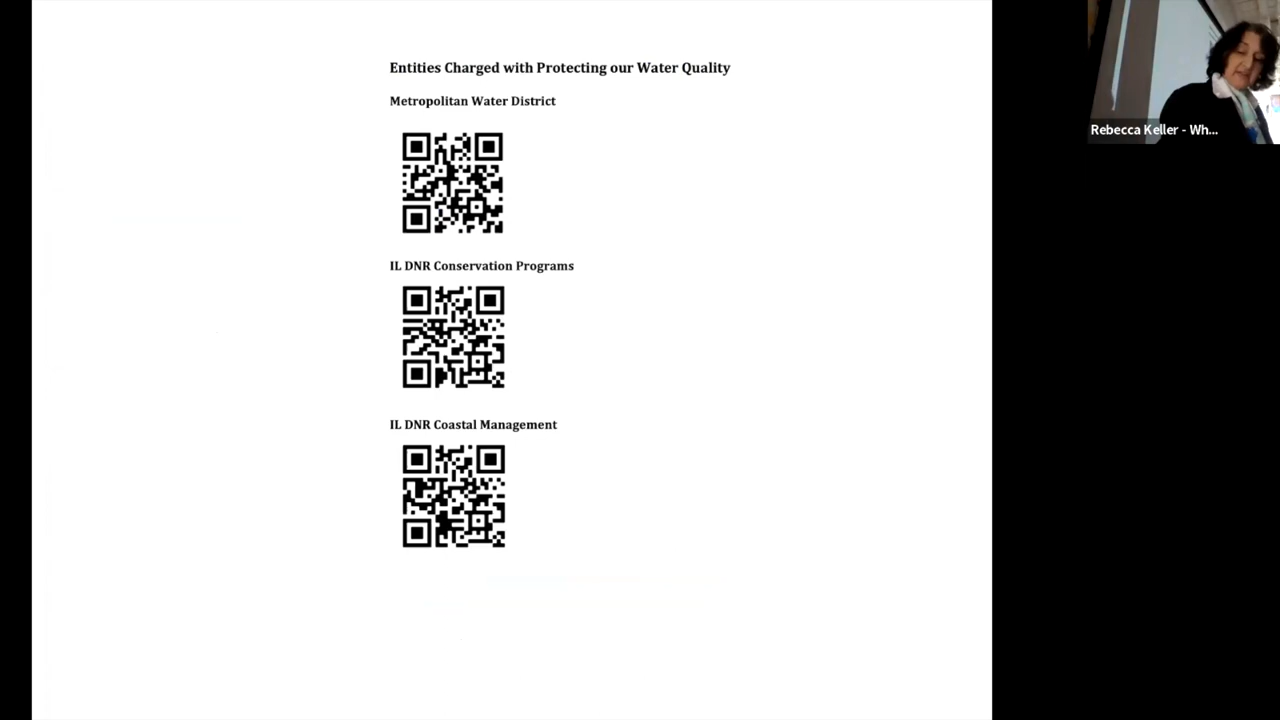 Entities Charged with Protecting our Water Quality
Metropolitan Water District
IL DNR Conservation Programs
IL DNR Coastal Management
Rebecca Keller - Wh...